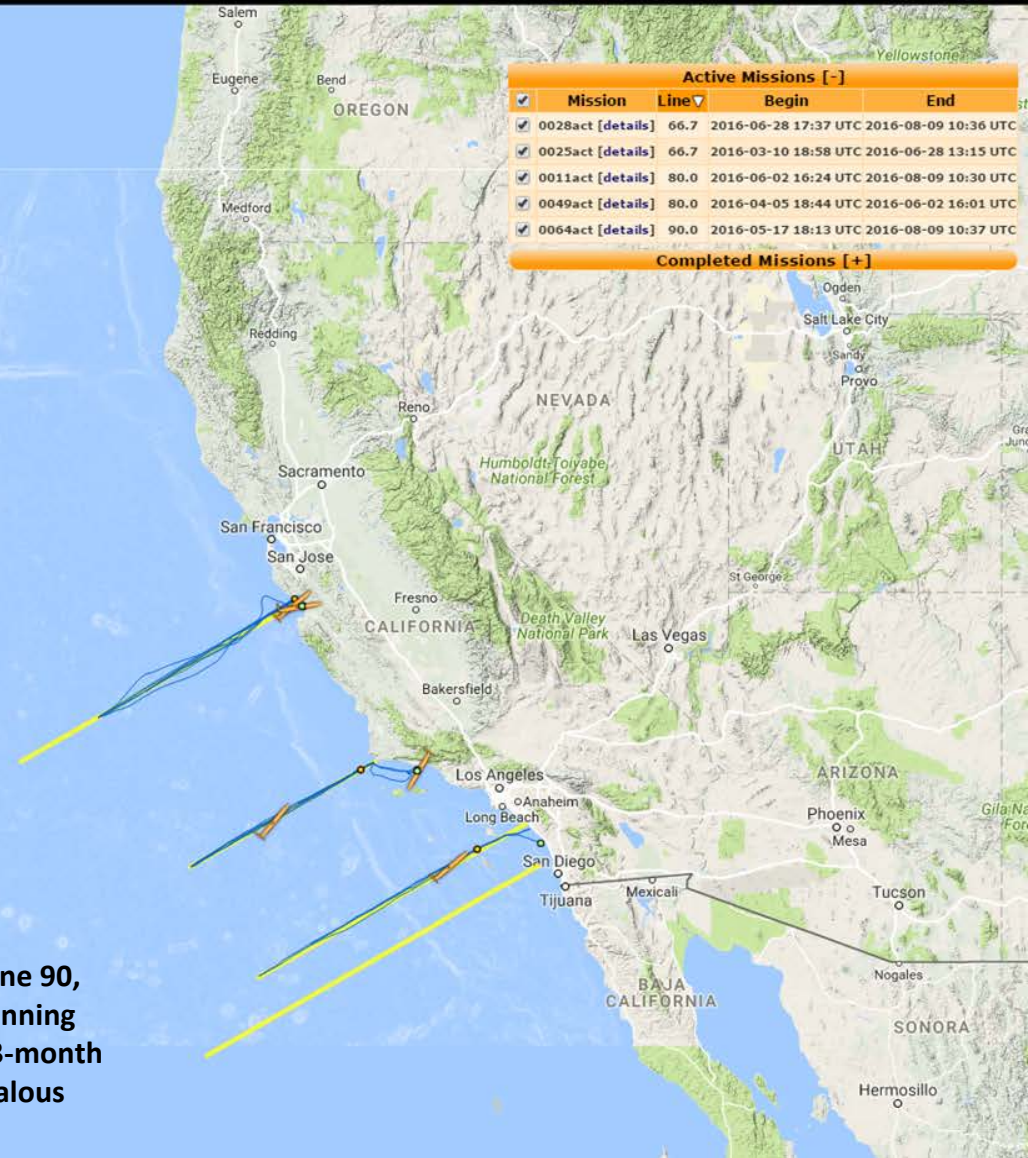 Salem
Yellowstone
Eugene
Bend
OREGON
Active Missions [-]
Mission Line Begin End
0028act [details] 66.7 2016-06-28 17:37 UTC 2016-08-09 10:36 UTC
0025act [details] 66.7 2016-03-10 18:58 UTC 2016-06-28 13:15 UTC
0011act [details] 80.0 2016-06-02 16:24 UTC 2016-08-09 10:30 UTC
0049act [details] 80.0 2016-04-05 18:44 UTC 2016-06-02 16:01 UTC
0064act [details] 90.0 2016-05-17 18:13 UTC 2016-08-09 10:37 UTC
Completed Missions [+]
Medford
Ogden
Salt Lake City
Redding
Sandy
Provo
Reno
NEVADA
UTAH
Humboldt-Toiyabe
National Forest
Sacramento
San Francisco
San Jose
St George
Fresno
CALIFORNIA
Death Valley
National Park
Las Vegas
Bakersfield
Los Angeles
ARIZONA
Anaheim
Long Beach
Phoenix
Mesa
San Diego
Mexicali
Tijuana
Tucson
Nogales
BAJA
CALIFORNIA
SONORA
Hermosillo
ne 90,
nning
3-month
alous